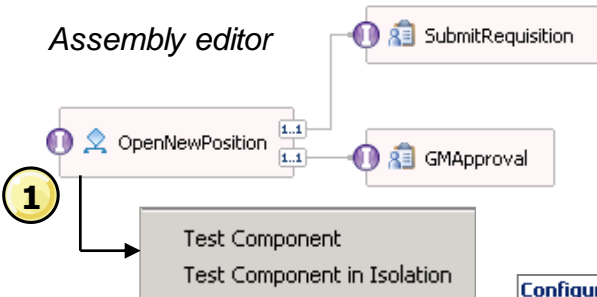 Assembly editor
I
SubmitRequisition
I
OpenNewPosition
1..1
1..1
I
GMApproval
1
Test Component
Test Component in Isolation